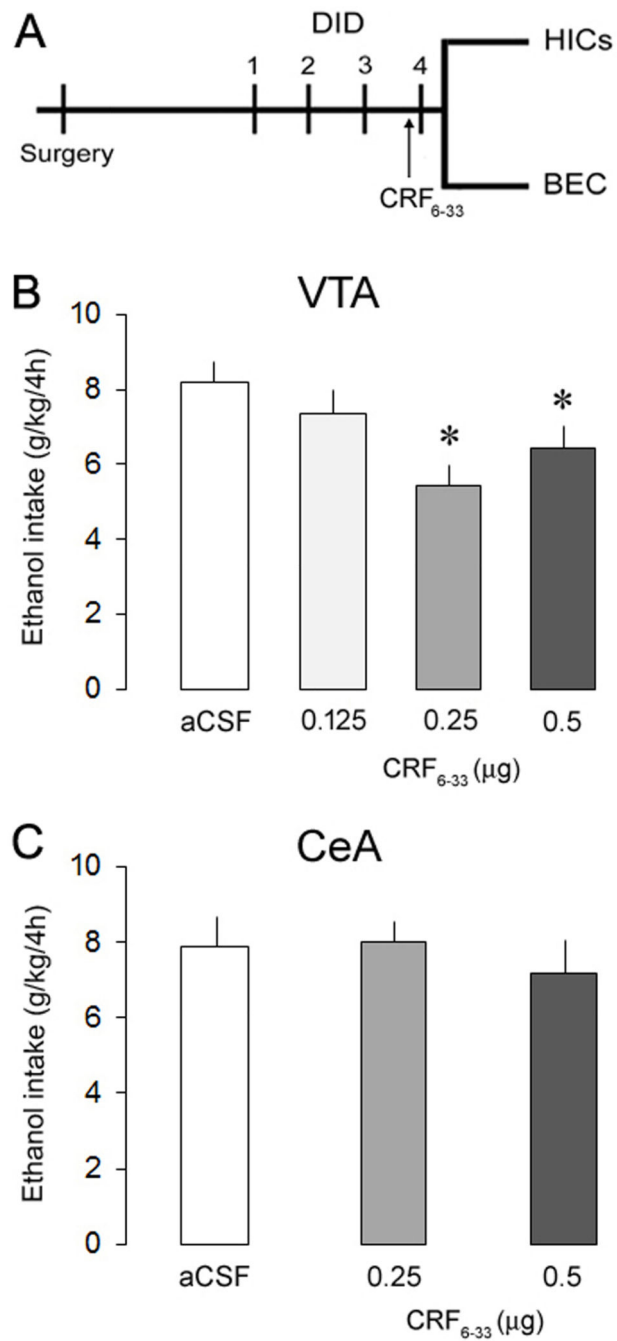 A
DID
HICs
1 2 3 4
Surgery
CRF6-33
BEC
B
VTA
Ethanol intake (g/kg/4h)
10
8
6
4
2
0
*
*
aCSF 0.125 0.25 0.5
CRF6-33 (μg)
C
CeA
Ethanol intake (g/kg/4h)
10
8
6
4
2
0
aCSF 0.25 0.5
CRF6-33 (μg)